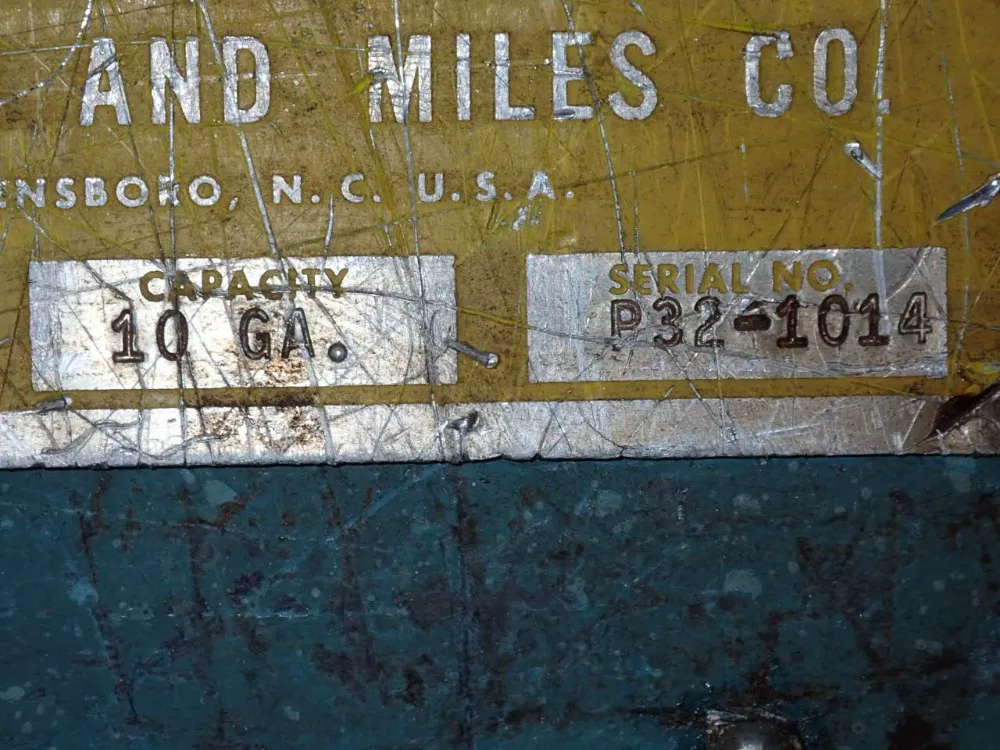 AND MILES CO.
ENSBORO, N.C. U.S.A.
CAPACITY
10 GA.
SERIAL NO.
P32-1014